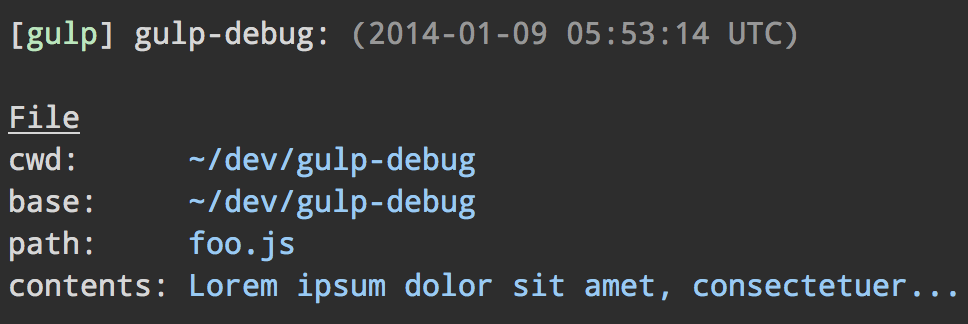 [gulp] gulp-debug: (2014-01-09 05:53:14 UTC)
File
cwd: ~/dev/gulp-debug
base: ~/dev/gulp-debug
path: foo.js
contents: Lorem ipsum dolor sit amet, consectetuer...